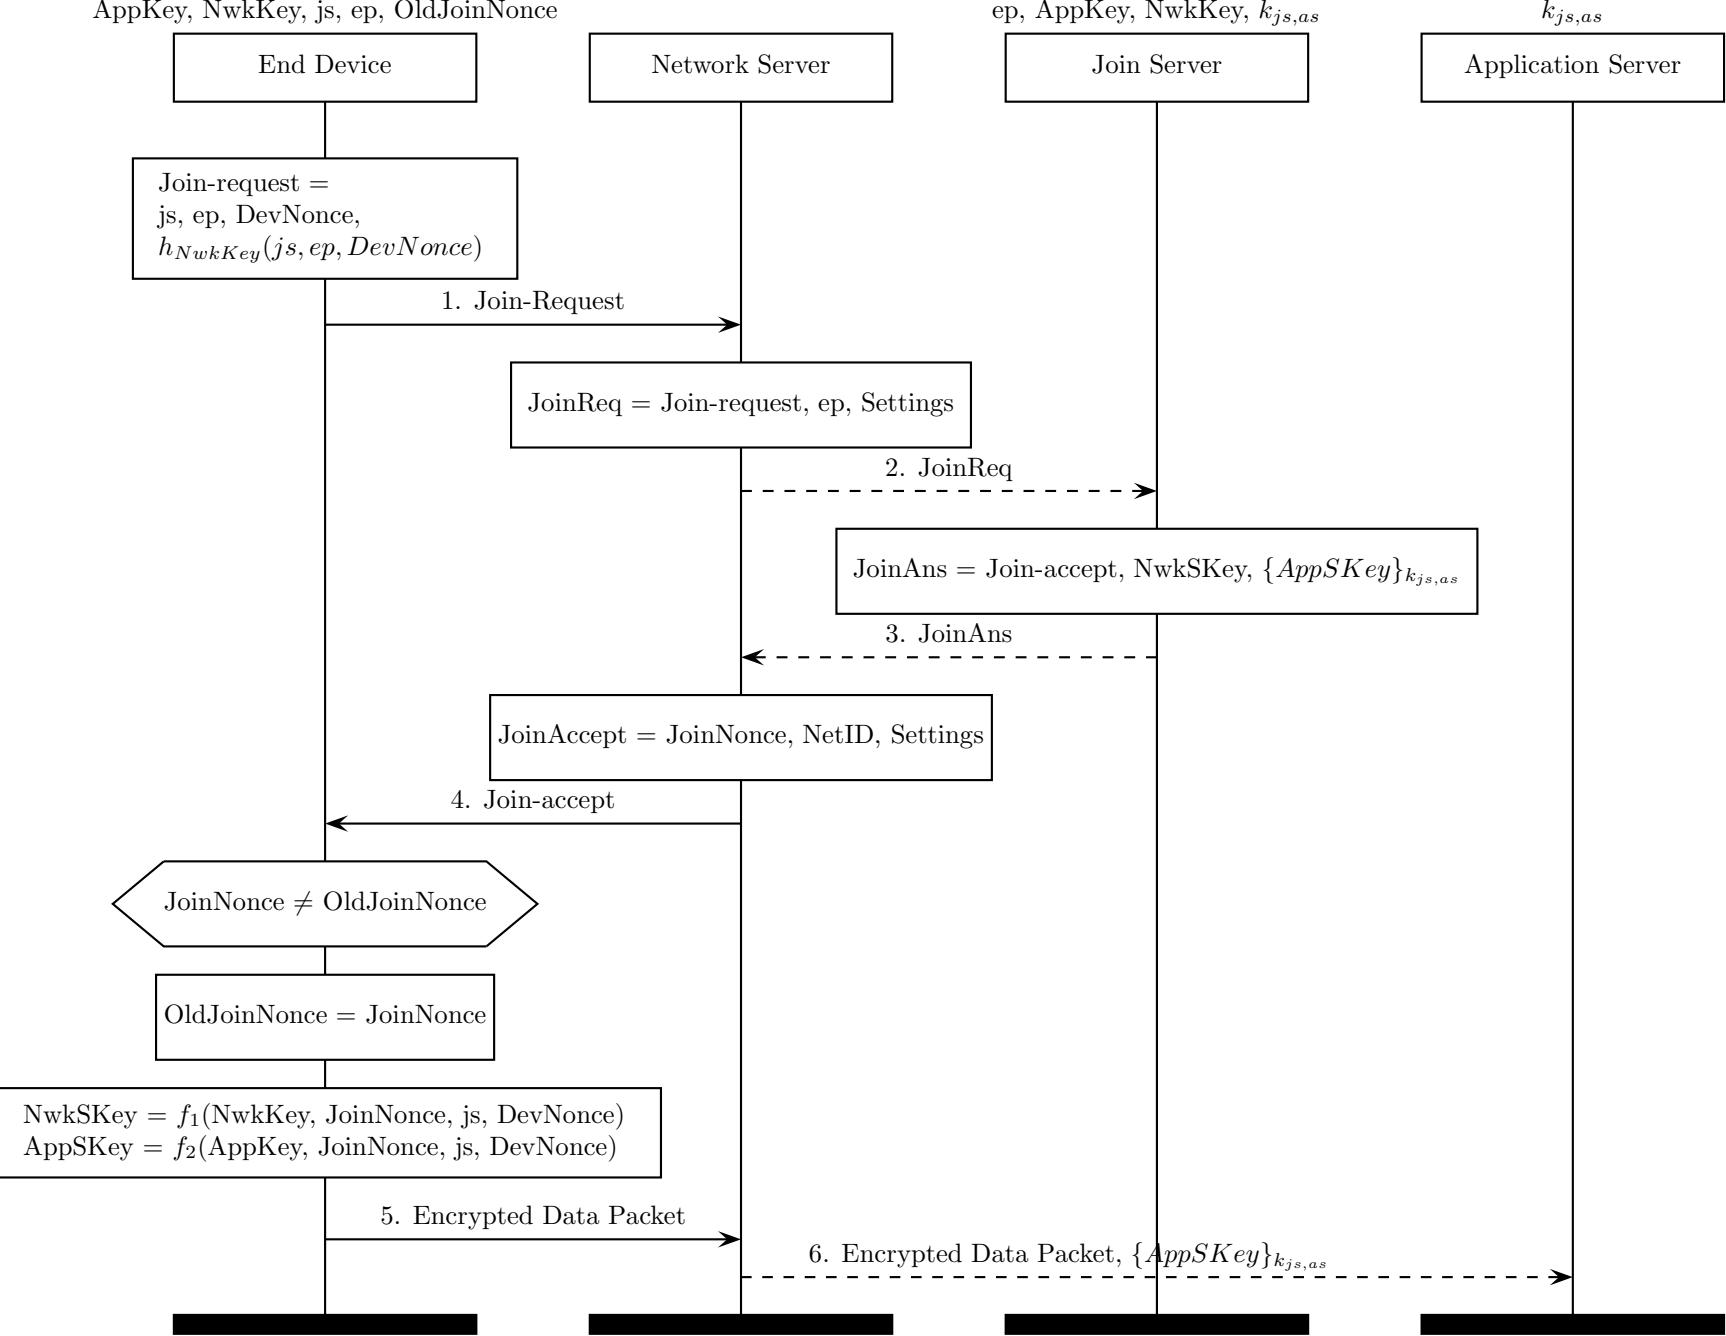 AppKey, NwkKey, js, ep, OldJoinNonce
ep, AppKey, NwkKey, k_{js,as}
k_{js,as}
End Device
Network Server
Join Server
Application Server
Join-request =
js, ep, DevNonce,
h_{NwkKey}(js, ep, DevNonce)
1. Join-Request
JoinReq = Join-request, ep, Settings
2. JoinReq
JoinAns = Join-accept, NwkSKey, {AppSKey}_{k_{js,as}}
3. JoinAns
JoinAccept = JoinNonce, NetID, Settings
4. Join-accept
JoinNonce ≠ OldJoinNonce
OldJoinNonce = JoinNonce
NwkSKey = f_1(NwkKey, JoinNonce, js, DevNonce)
AppSKey = f_2(AppKey, JoinNonce, js, DevNonce)
5. Encrypted Data Packet
6. Encrypted Data Packet, {AppSKey}_{k_{js,as}}